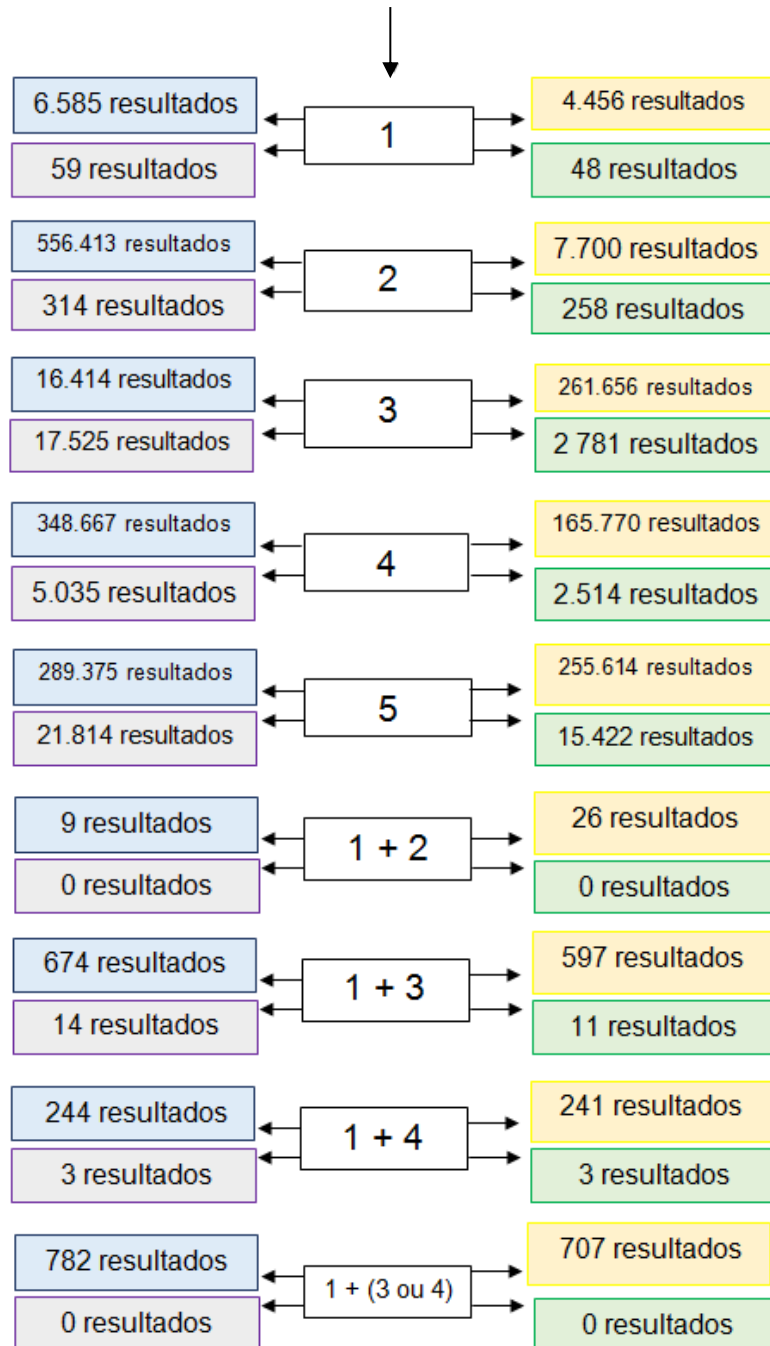 6.585 resultados
4.456 resultados
1
59 resultados
48 resultados
556.413 resultados
7.700 resultados
2
314 resultados
258 resultados
16.414 resultados
261.656 resultados
3
17.525 resultados
2 781 resultados
348.667 resultados
165.770 resultados
4
5.035 resultados
2.514 resultados
289.375 resultados
255.614 resultados
5
21.814 resultados
15.422 resultados
9 resultados
26 resultados
1 + 2
0 resultados
0 resultados
674 resultados
597 resultados
1 + 3
14 resultados
11 resultados
244 resultados
241 resultados
1 + 4
3 resultados
3 resultados
782 resultados
707 resultados
1 + (3 ou 4)
0 resultados
0 resultados